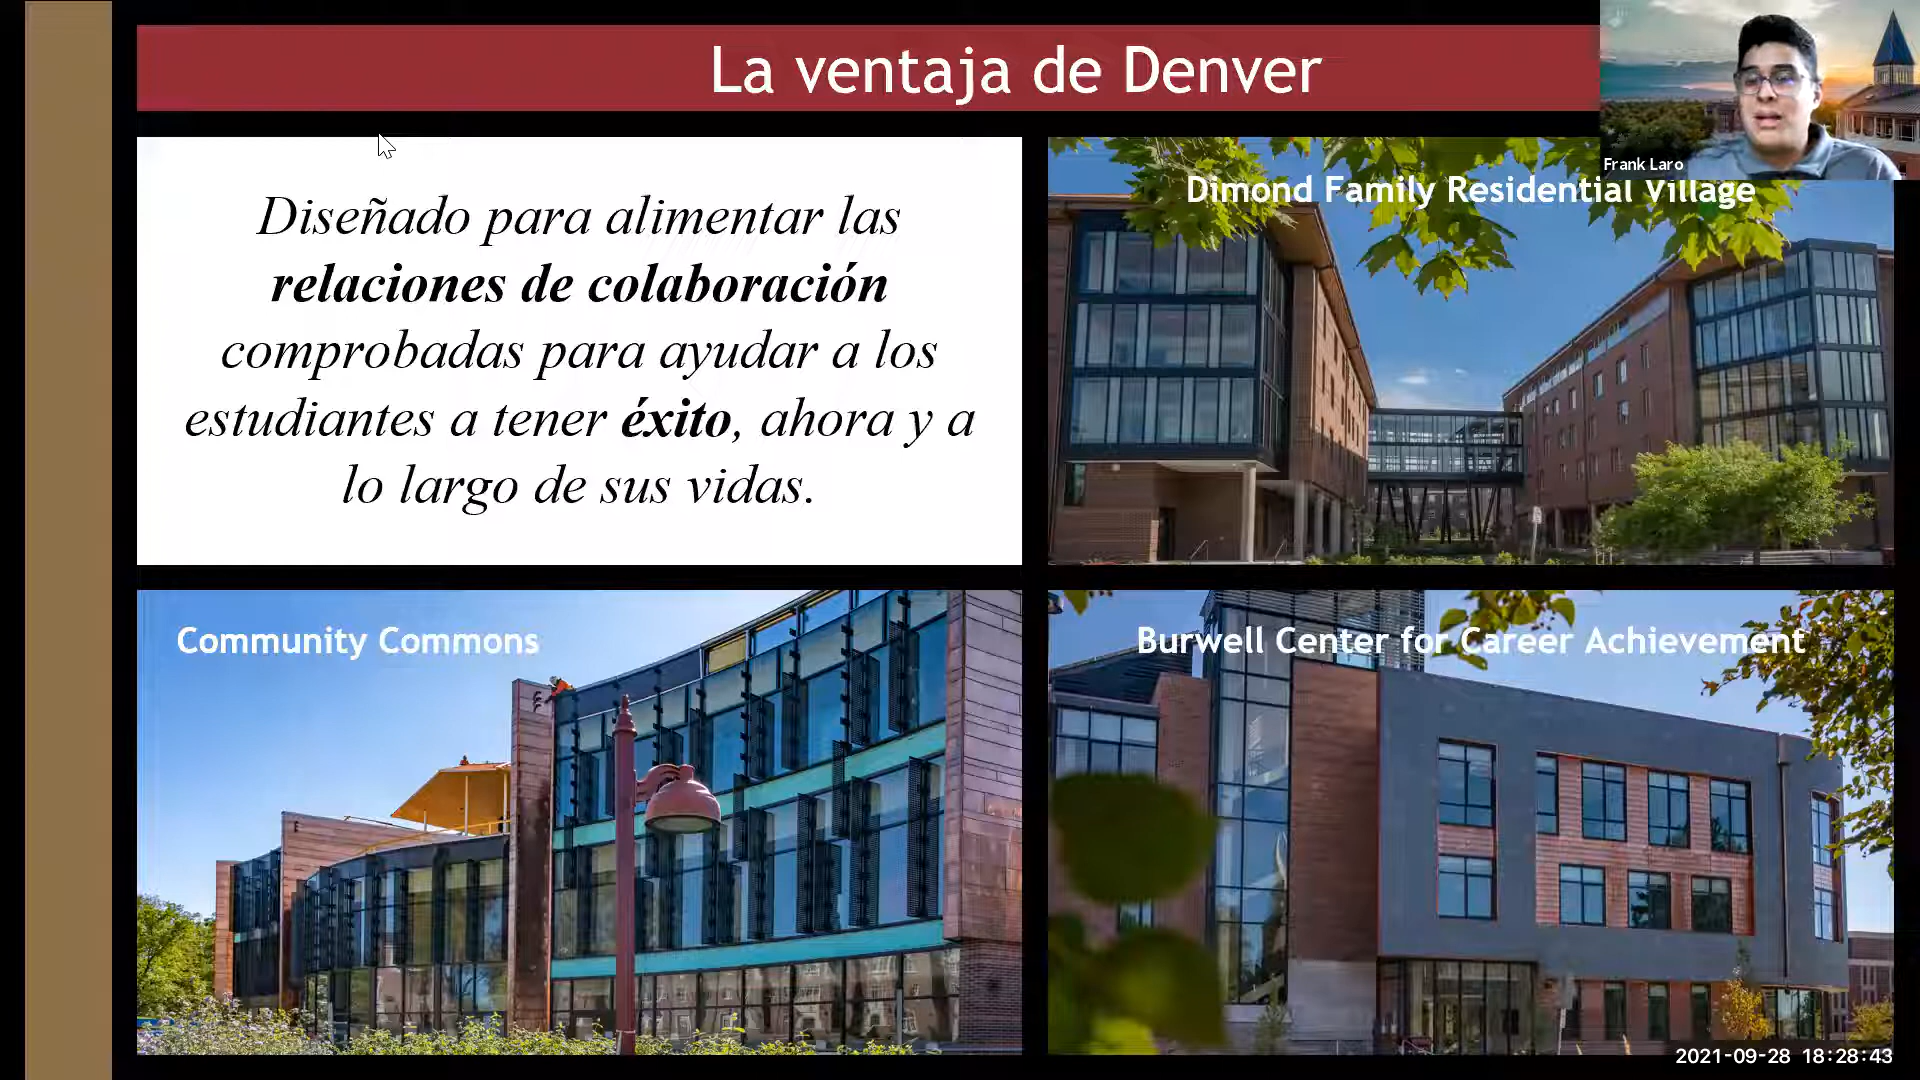 La ventaja de Denver
Frank Laro
Diseñado para alimentar las
relaciones de colaboración
comprobadas para ayudar a los
estudiantes a tener éxito, ahora y a
lo largo de sus vidas.
Dimond Family Residential Village
Community Commons
Burwell Center for Career Achievement
2021-09-28 18:28:43